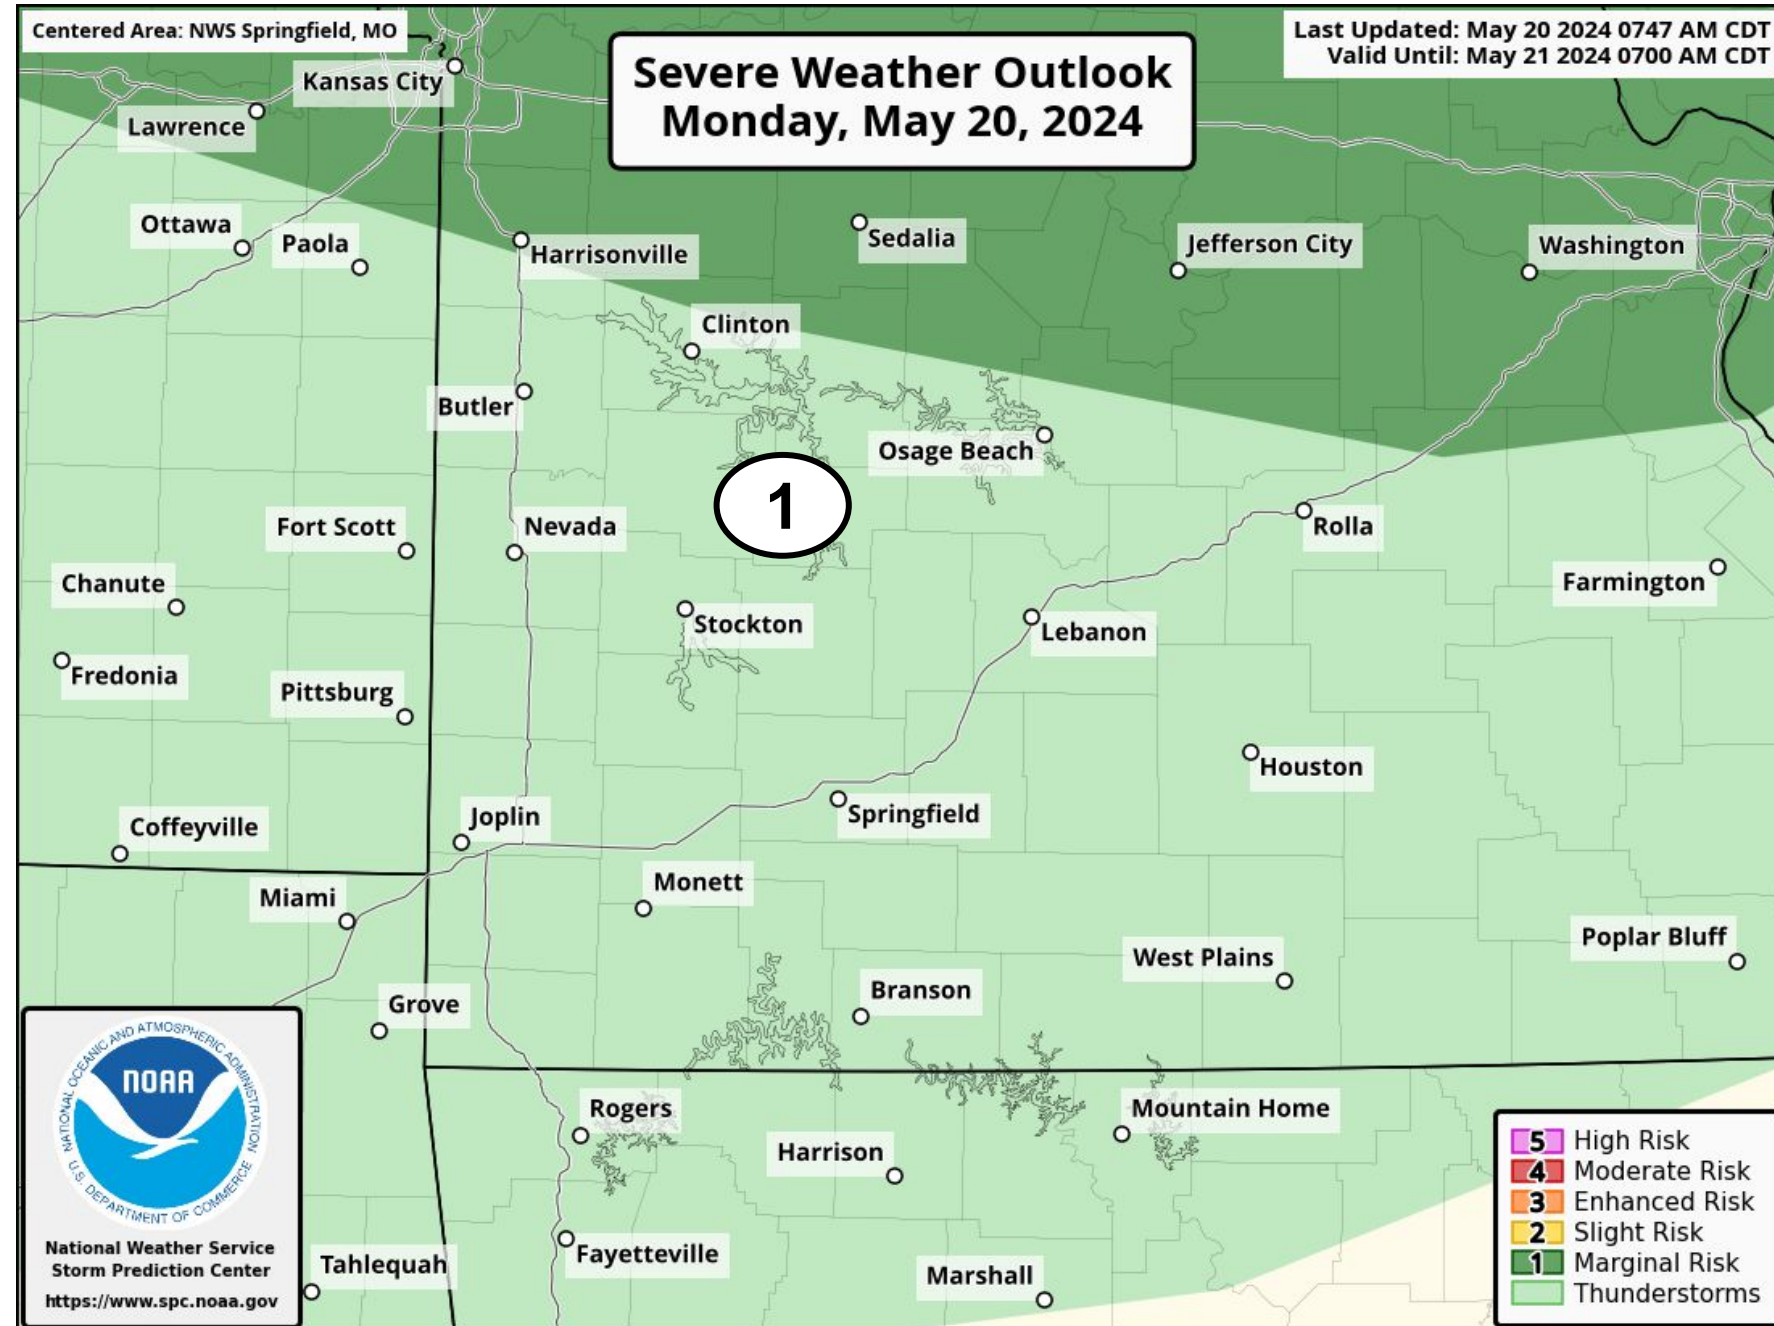 Centered Area: NWS Springfield, MO
Last Updated: May 20 2024 0747 AM CDT
Valid Until: May 21 2024 0700 AM CDT
Severe Weather Outlook
Monday, May 20, 2024
Kansas City
Lawrence
Ottawa
Paola
Harrisonville
Sedalia
Jefferson City
Washington
Clinton
Butler
Osage Beach
1
Fort Scott
Nevada
Rolla
Chanute
Farmington
Stockton
Lebanon
Fredonia
Pittsburg
Houston
Coffeyville
Joplin
Springfield
Miami
Monett
Poplar Bluff
West Plains
Grove
Branson
Rogers
Mountain Home
Harrison
Fayetteville
Tahlequah
Marshall
NATIONAL OCEANIC AND ATMOSPHERIC ADMINISTRATION
NOAA
U.S. DEPARTMENT OF COMMERCE
National Weather Service
Storm Prediction Center
https://www.spc.noaa.gov
5 High Risk
4 Moderate Risk
3 Enhanced Risk
2 Slight Risk
1 Marginal Risk
Thunderstorms